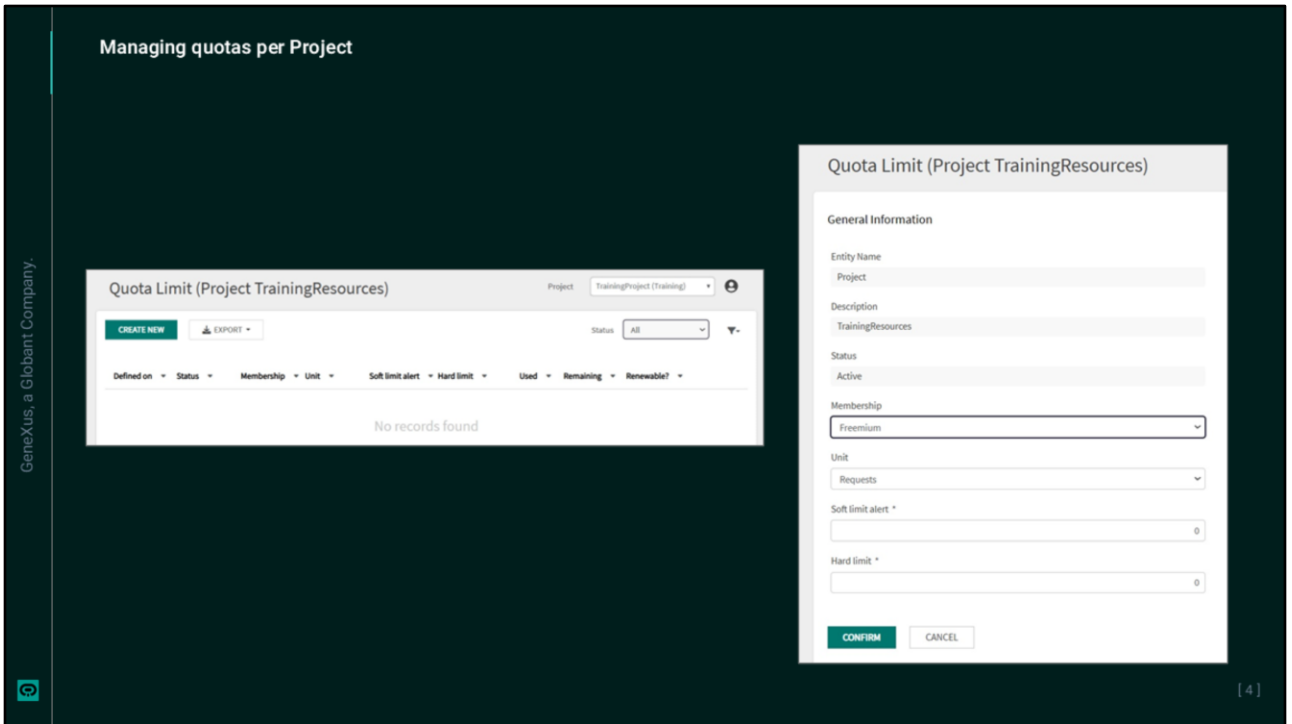 Managing quotas per Project
GeneXus, a Globant Company.
Quota Limit (Project TrainingResources)
Project
TrainingProject (Training)
CREATE NEW
EXPORT
Status
All
Defined on Status Membership Unit Soft limit alert Hard limit Used Remaining Renewable?
No records found
Quota Limit (Project TrainingResources)
General Information
Entity Name
Project
Description
TrainingResources
Status
Active
Membership
Freemium
Unit
Requests
Soft limit alert *
0
Hard limit *
0
CONFIRM CANCEL
[ 4 ]